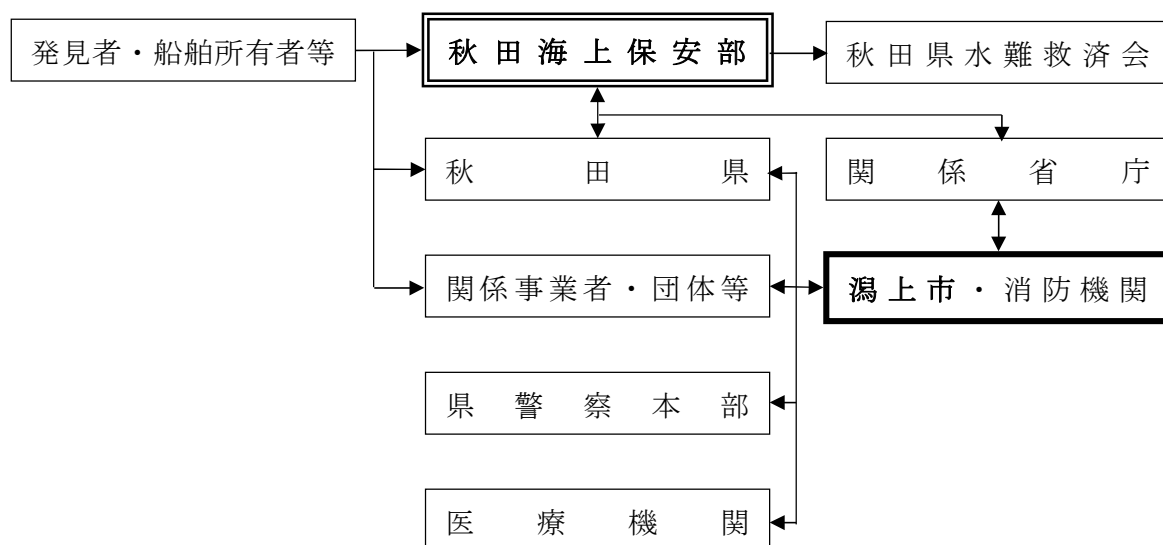 発見者・船舶所有者等
秋田海上保安部
秋田県水難救済会
秋田県
関係省庁
関係事業者・団体等
潟上市・消防機関
県警察本部
医療機関